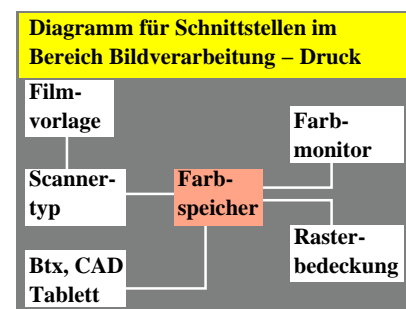 Diagramm für Schnittstellen im
Bereich Bildverarbeitung – Druck
Film-
vorlage
Farb-
monitor
Scanner-
typ
Farb-
speicher
Raster-
bedeckung
Btx, CAD
Tablett